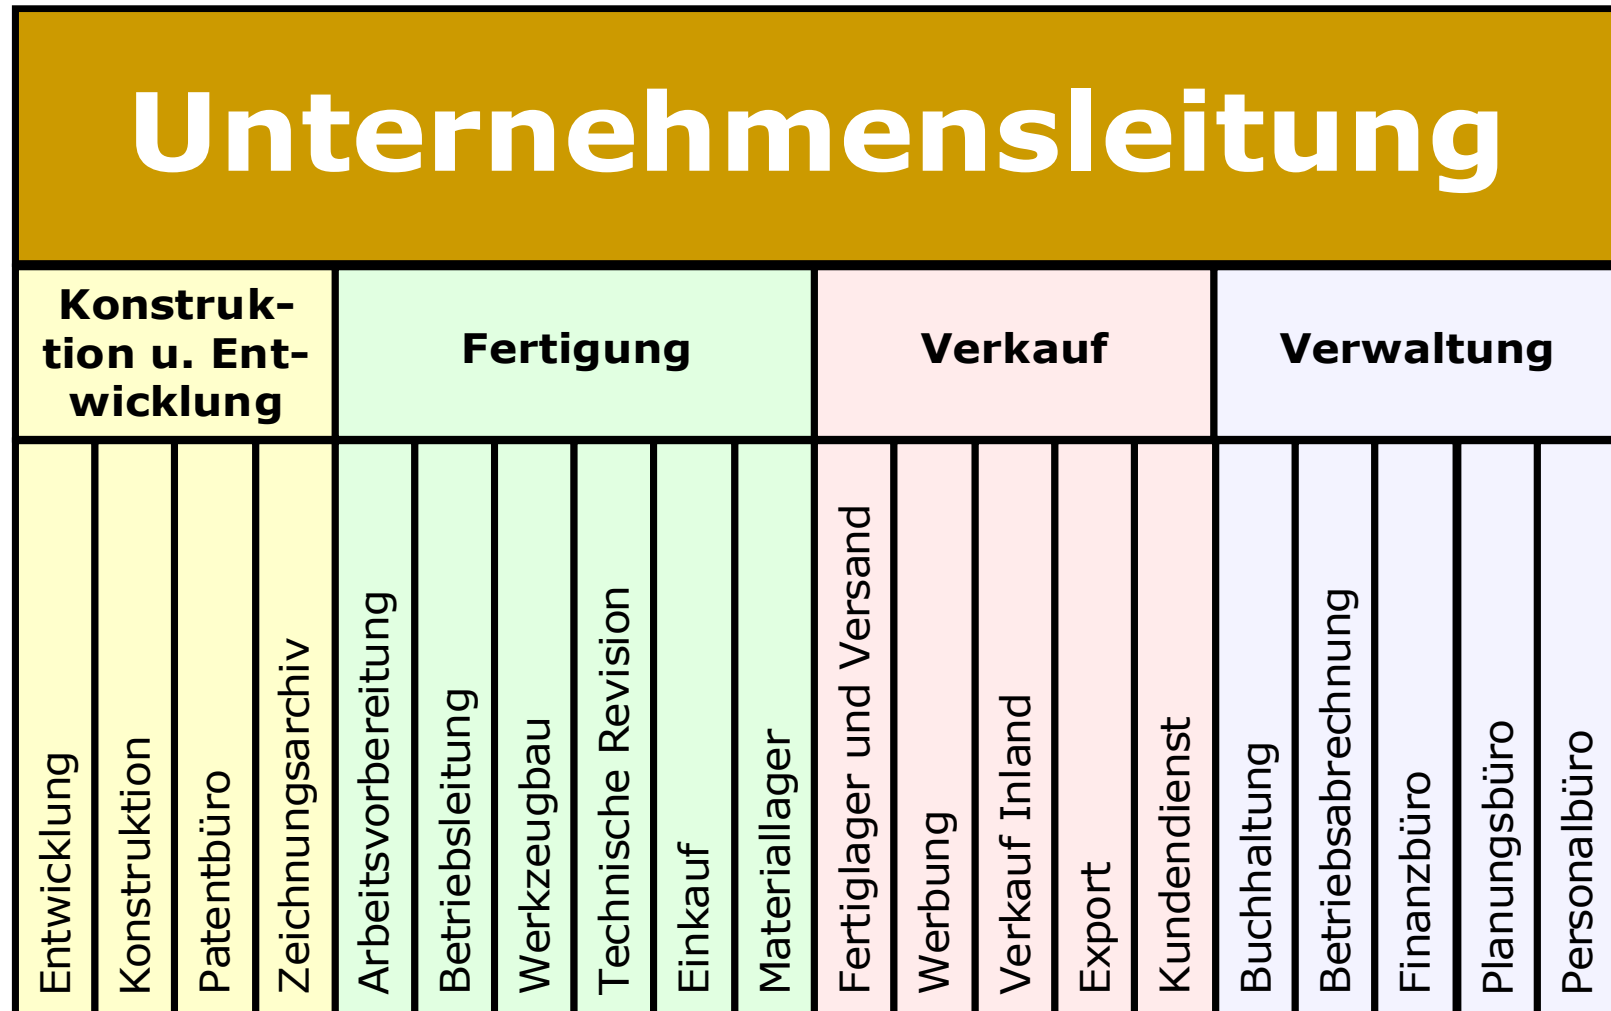 Unternehmensleitung
Konstruk-
tion u. Ent-
wicklung
Fertigung
Verkauf
Verwaltung
Entwicklung
Konstruktion
Patentbüro
Zeichnungsarchiv
Arbeitsvorbereitung
Betriebsleitung
Werkzeugbau
Technische Revision
Einkauf
Materiallager
Fertiglager und Versand
Werbung
Verkauf Inland
Export
Kundendienst
Buchhaltung
Betriebsabrechnung
Finanzbüro
Planungsbüro
Personalbüro